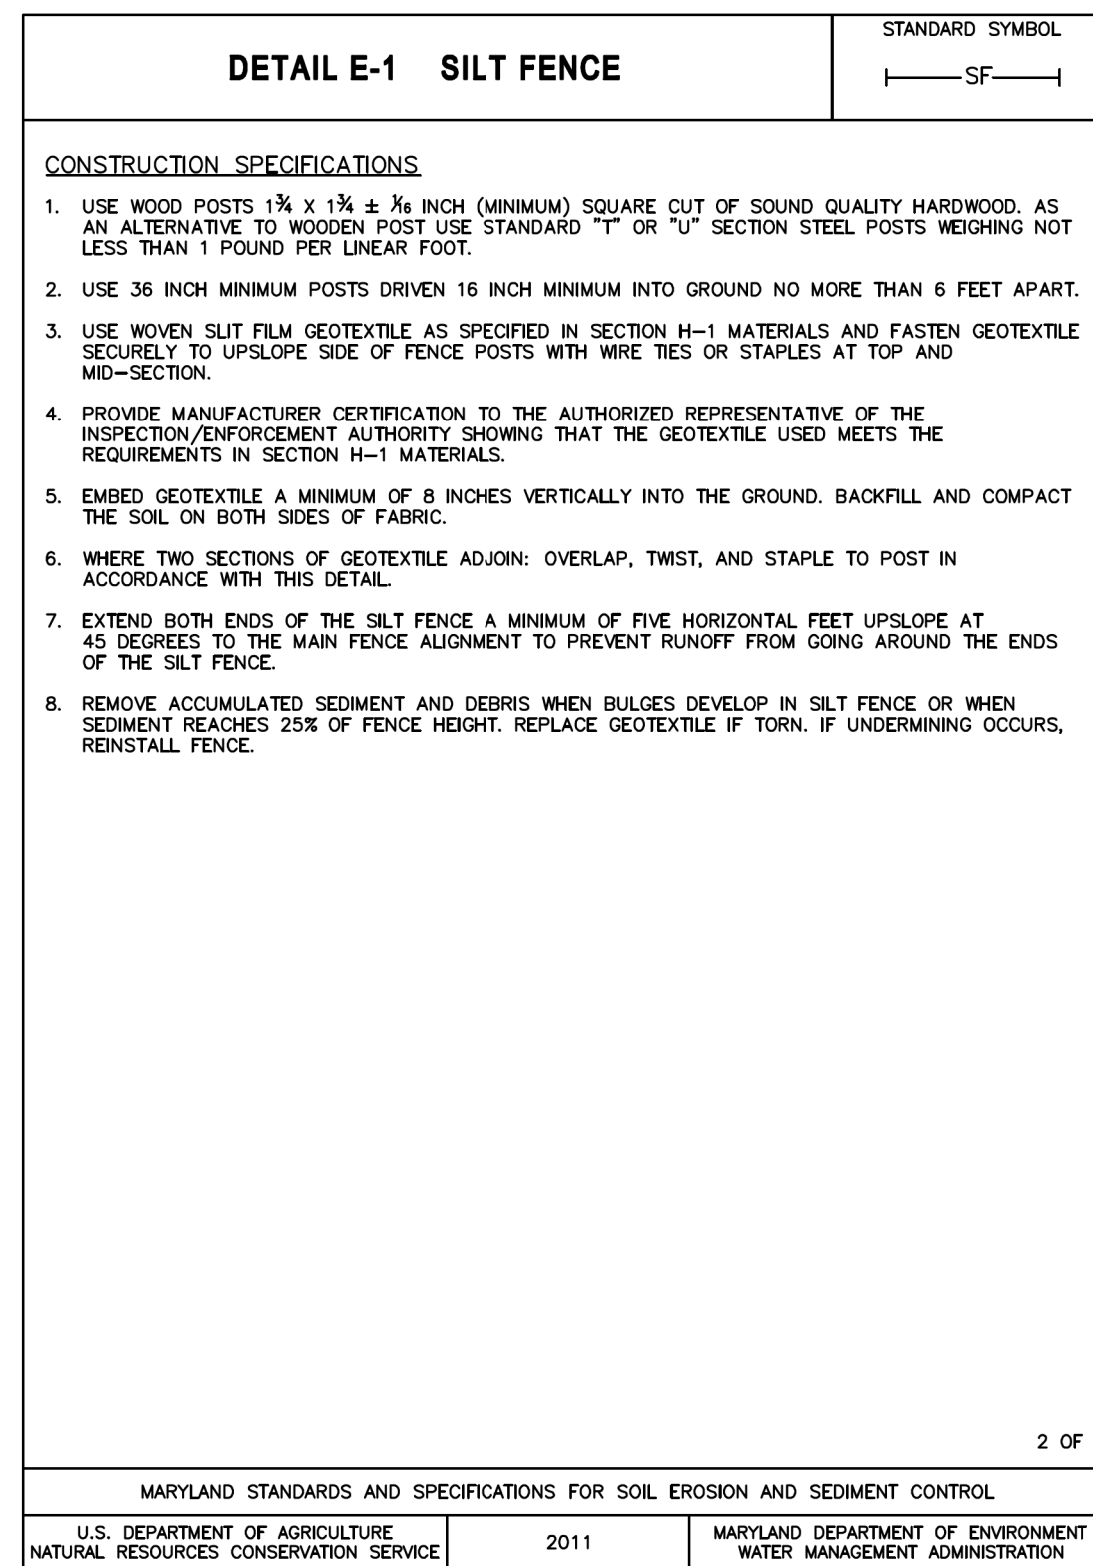 STANDARD SYMBOL
DETAIL E-1 SILT FENCE
SF
CONSTRUCTION SPECIFICATIONS
1. USE WOOD POSTS 1¾ X 1¾ ± 1⁄16 INCH (MINIMUM) SQUARE CUT OF SOUND QUALITY HARDWOOD. AS
AN ALTERNATIVE TO WOODEN POST USE STANDARD "T" OR "U" SECTION STEEL POSTS WEIGHING NOT
LESS THAN 1 POUND PER LINEAR FOOT.
2. USE 36 INCH MINIMUM POSTS DRIVEN 16 INCH MINIMUM INTO GROUND NO MORE THAN 6 FEET APART.
3. USE WOVEN SLIT FILM GEOTEXTILE AS SPECIFIED IN SECTION H-1 MATERIALS AND FASTEN GEOTEXTILE
SECURELY TO UPSLOPE SIDE OF FENCE POSTS WITH WIRE TIES OR STAPLES AT TOP AND
MID-SECTION.
4. PROVIDE MANUFACTURER CERTIFICATION TO THE AUTHORIZED REPRESENTATIVE OF THE
INSPECTION/ENFORCEMENT AUTHORITY SHOWING THAT THE GEOTEXTILE USED MEETS THE
REQUIREMENTS IN SECTION H-1 MATERIALS.
5. EMBED GEOTEXTILE A MINIMUM OF 8 INCHES VERTICALLY INTO THE GROUND. BACKFILL AND COMPACT
THE SOIL ON BOTH SIDES OF FABRIC.
6. WHERE TWO SECTIONS OF GEOTEXTILE ADJOIN: OVERLAP, TWIST, AND STAPLE TO POST IN
ACCORDANCE WITH THIS DETAIL.
7. EXTEND BOTH ENDS OF THE SILT FENCE A MINIMUM OF FIVE HORIZONTAL FEET UPSLOPE AT
45 DEGREES TO THE MAIN FENCE ALIGNMENT TO PREVENT RUNOFF FROM GOING AROUND THE ENDS
OF THE SILT FENCE.
8. REMOVE ACCUMULATED SEDIMENT AND DEBRIS WHEN BULGES DEVELOP IN SILT FENCE OR WHEN
SEDIMENT REACHES 25% OF FENCE HEIGHT. REPLACE GEOTEXTILE IF TORN. IF UNDERMINING OCCURS,
REINSTALL FENCE.
2 OF
MARYLAND STANDARDS AND SPECIFICATIONS FOR SOIL EROSION AND SEDIMENT CONTROL
U.S. DEPARTMENT OF AGRICULTURE
NATURAL RESOURCES CONSERVATION SERVICE
2011
MARYLAND DEPARTMENT OF ENVIRONMENT
WATER MANAGEMENT ADMINISTRATION